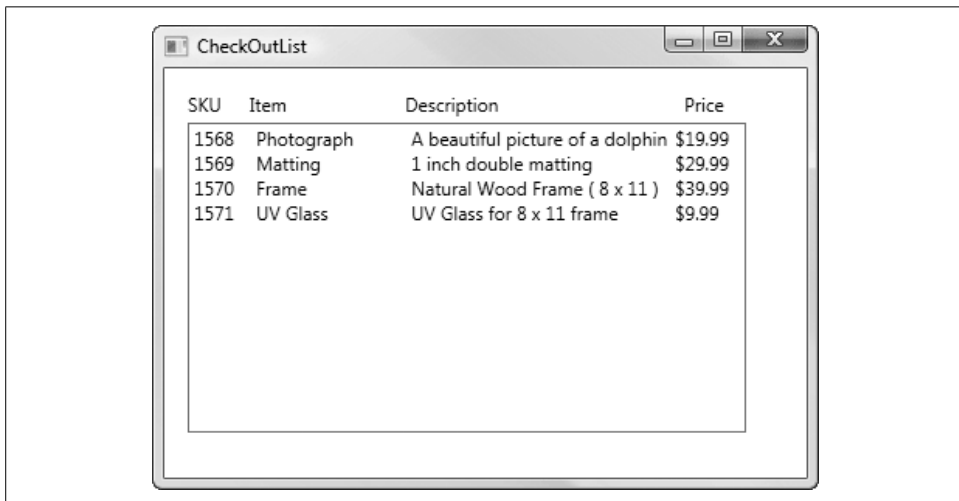 CheckOutList
SKU Item Description Price
1568 Photograph A beautiful picture of a dolphin $19.99
1569 Matting 1 inch double matting $29.99
1570 Frame Natural Wood Frame ( 8 x 11 ) $39.99
1571 UV Glass UV Glass for 8 x 11 frame $9.99